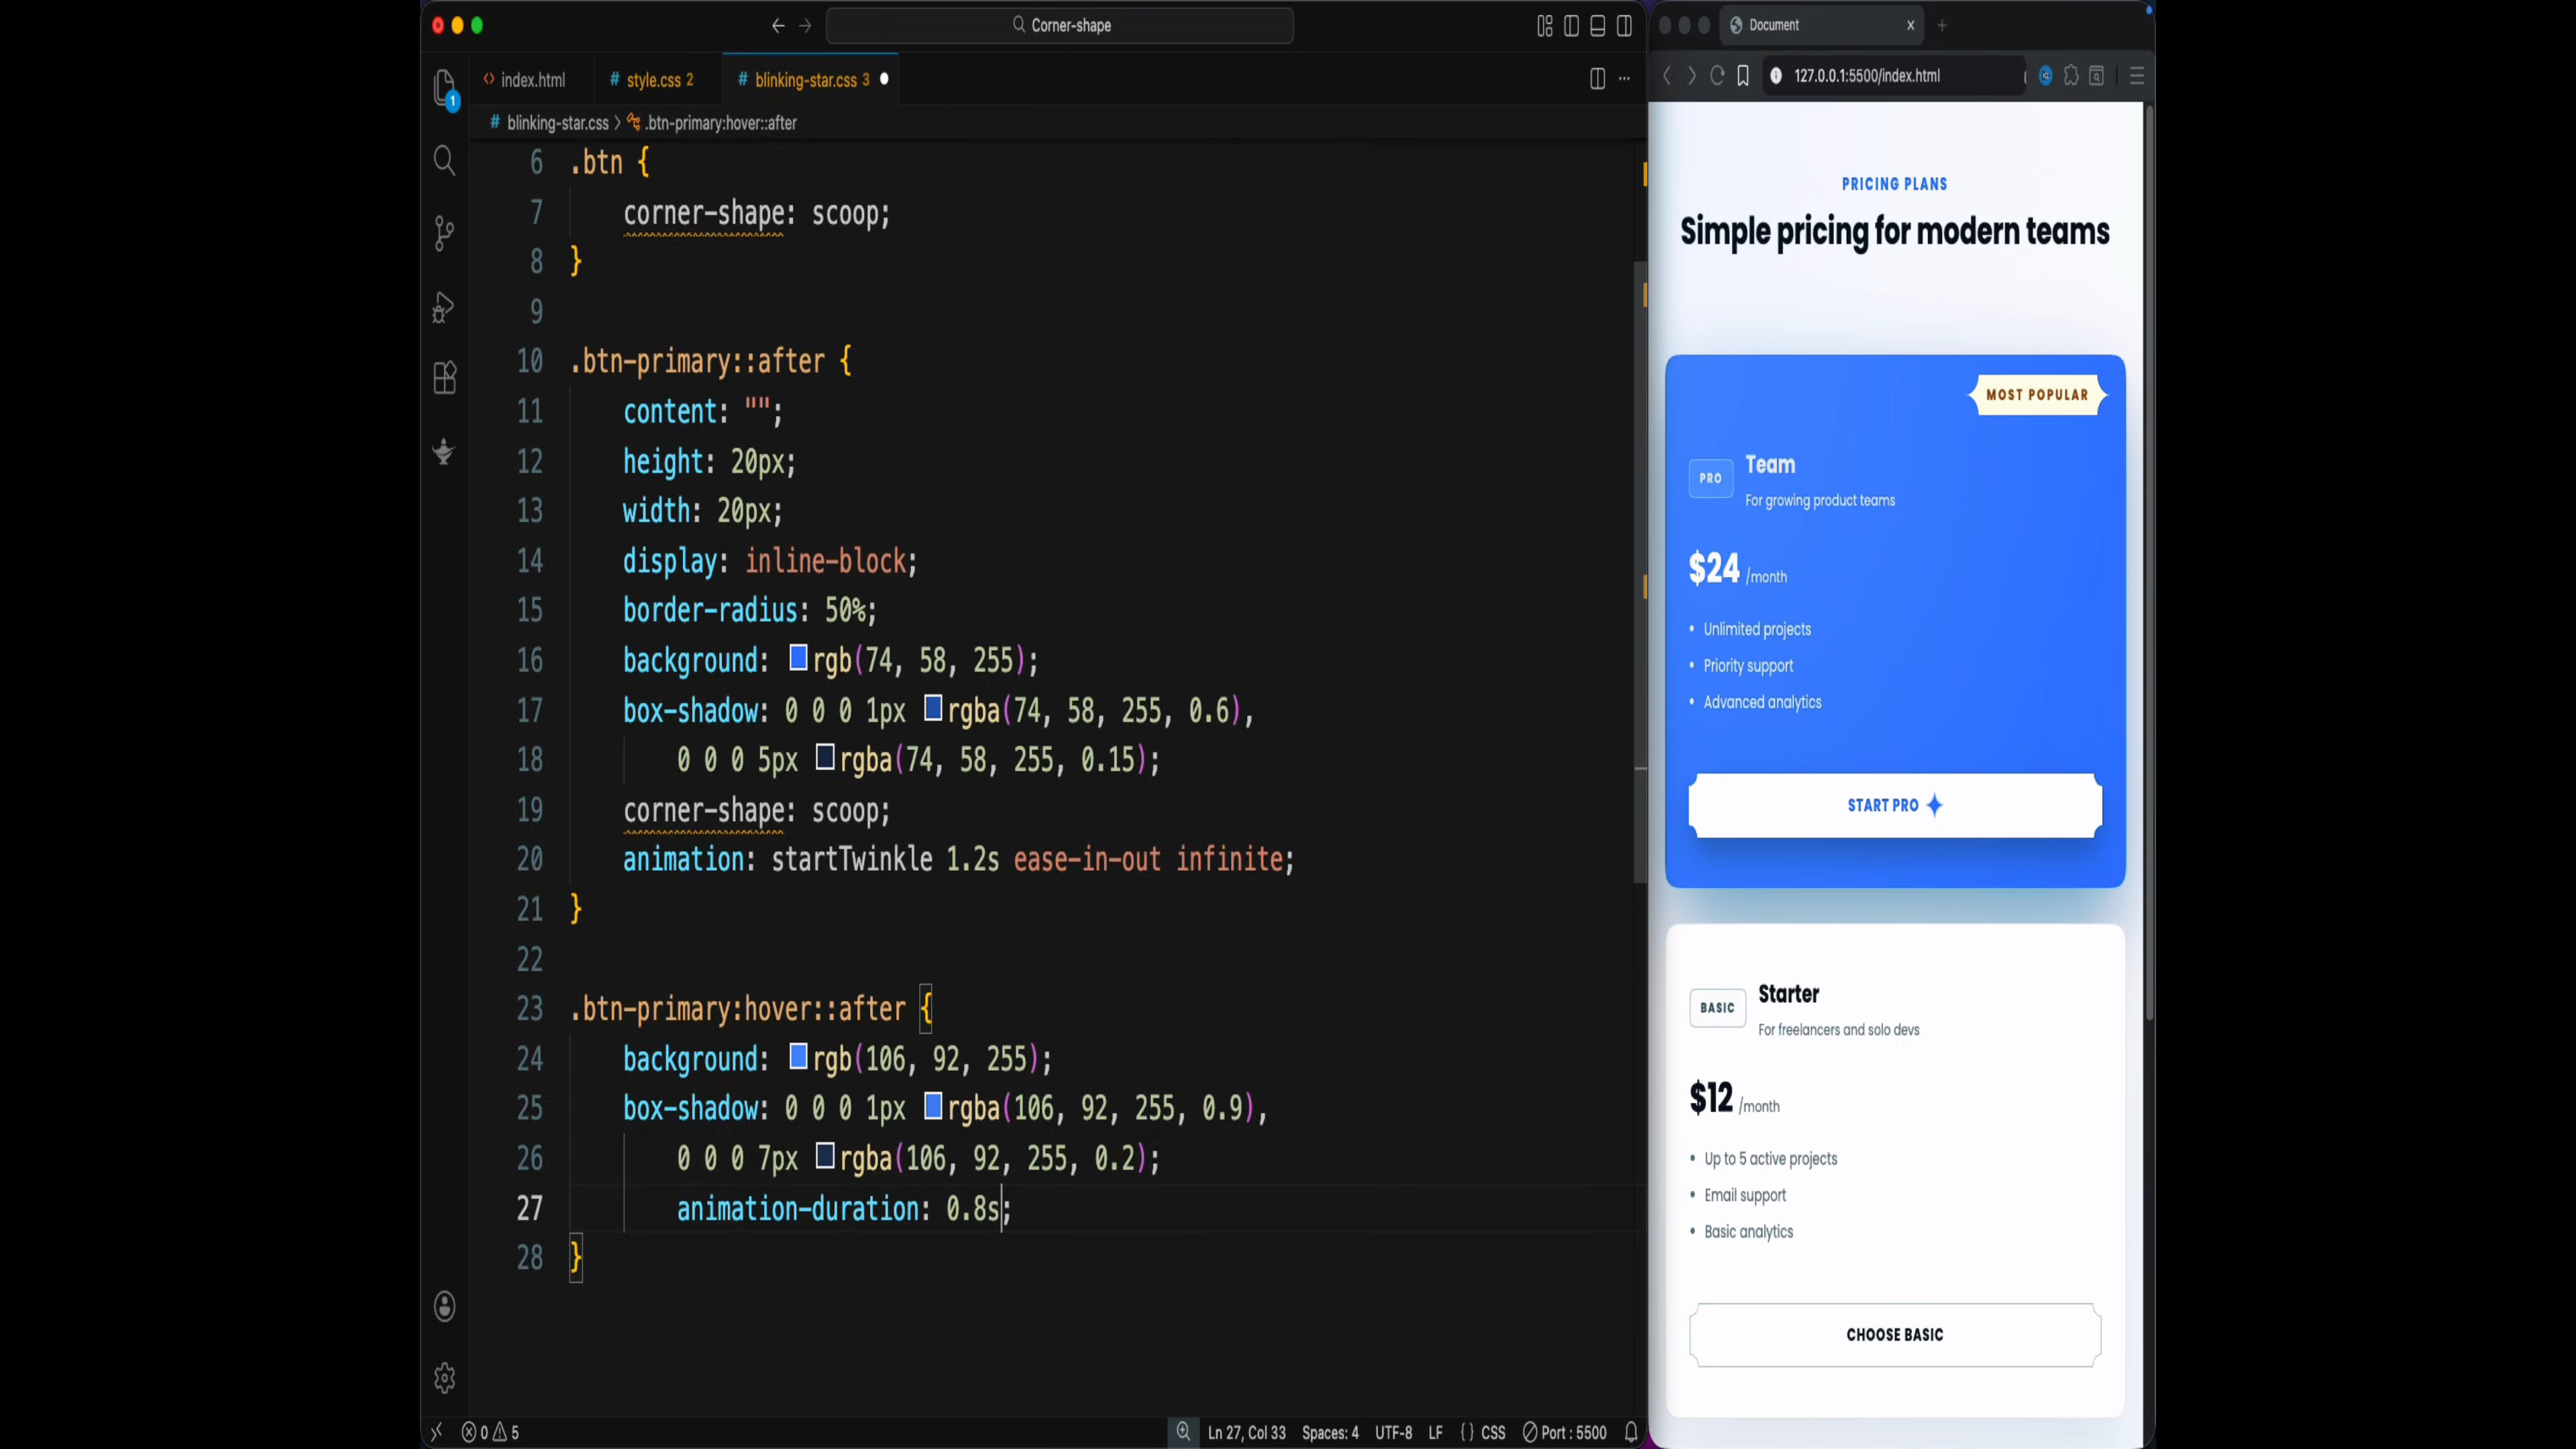 Corner-shape
index.html
style.css 2
blinking-star.css 3
blinking-star.css > .btn-primary:hover::after
6 .btn {
7 corner-shape: scoop;
8 }
9
10 .btn-primary::after {
11 content: "";
12 height: 20px;
13 width: 20px;
14 display: inline-block;
15 border-radius: 50%;
16 background: rgb(74, 58, 255);
17 box-shadow: 0 0 0 1px rgba(74, 58, 255, 0.6),
18 0 0 0 5px rgba(74, 58, 255, 0.15);
19 corner-shape: scoop;
20 animation: startTwinkle 1.2s ease-in-out infinite;
21 }
22
23 .btn-primary:hover::after {
24 background: rgb(106, 92, 255);
25 box-shadow: 0 0 0 1px rgba(106, 92, 255, 0.9),
26 0 0 0 7px rgba(106, 92, 255, 0.2);
27 animation-duration: 0.8s;
28 }
1
0 5
Ln 27, Col 33
Spaces: 4
UTF-8
LF
{} CSS
Port : 5500
Document
127.0.0.1:5500/index.html
PRICING PLANS
Simple pricing for modern teams
MOST POPULAR
PRO
Team
For growing product teams
$24 /month
• Unlimited projects
• Priority support
• Advanced analytics
START PRO
BASIC
Starter
For freelancers and solo devs
$12 /month
• Up to 5 active projects
• Email support
• Basic analytics
CHOOSE BASIC